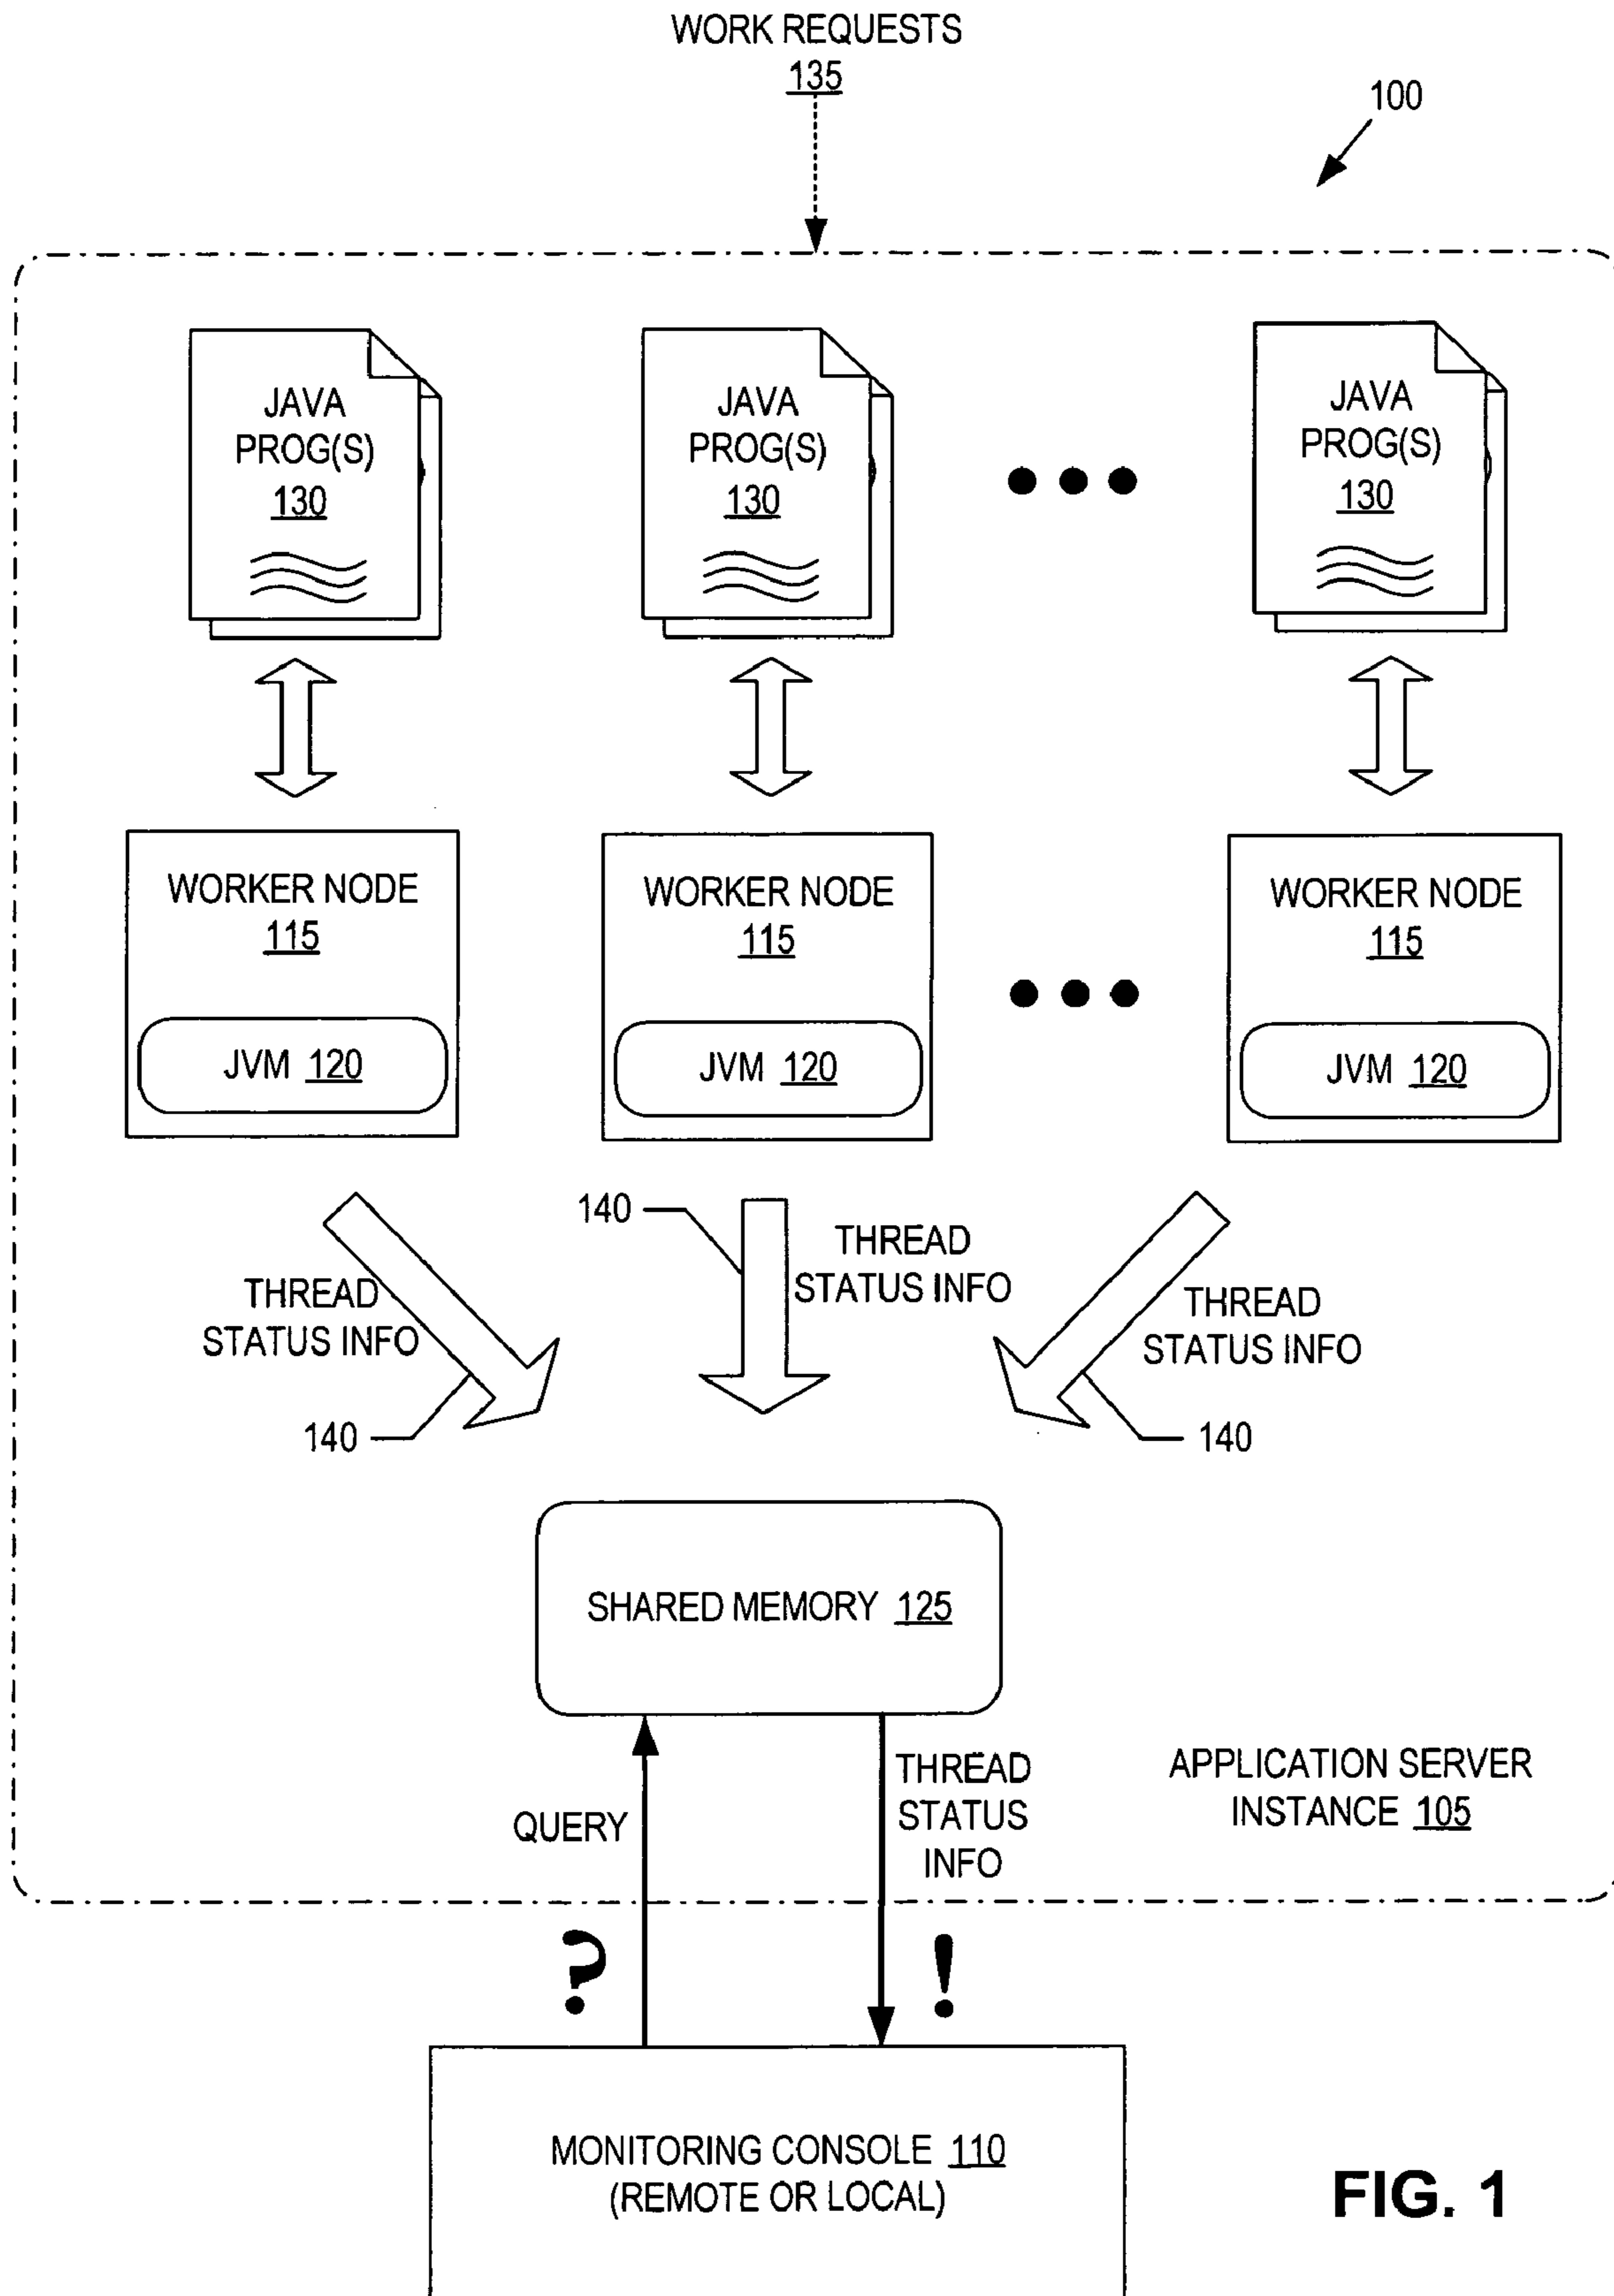 WORK REQUESTS
135
100
JAVA
PROG(S)
130
JAVA
PROG(S)
130
JAVA
PROG(S)
130
WORKER NODE
115
JVM 120
WORKER NODE
115
JVM 120
WORKER NODE
115
JVM 120
THREAD
STATUS INFO
140
140
THREAD
STATUS INFO
THREAD
STATUS INFO
140
SHARED MEMORY 125
QUERY
THREAD
STATUS
INFO
APPLICATION SERVER
INSTANCE 105
?
!
MONITORING CONSOLE 110
(REMOTE OR LOCAL)
FIG. 1